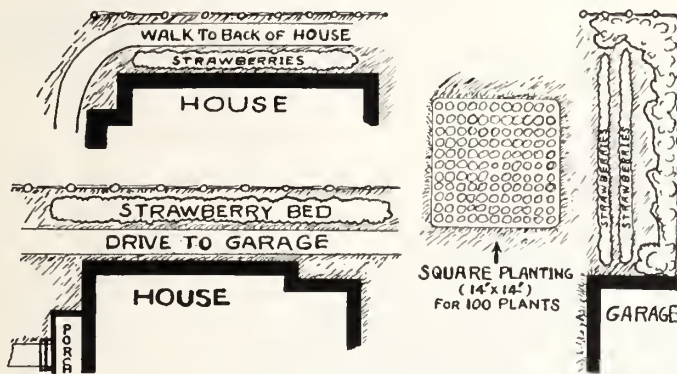 WALK TO BACK OF HOUSE
STRAWBERRIES
HOUSE
STRAWBERRY BED
DRIVE TO GARAGE
HOUSE
PORCH
SQUARE PLANTING
(14'x14')
FOR 100 PLANTS
STRAWBERRIES
STRAWBERRIES
GARAGE